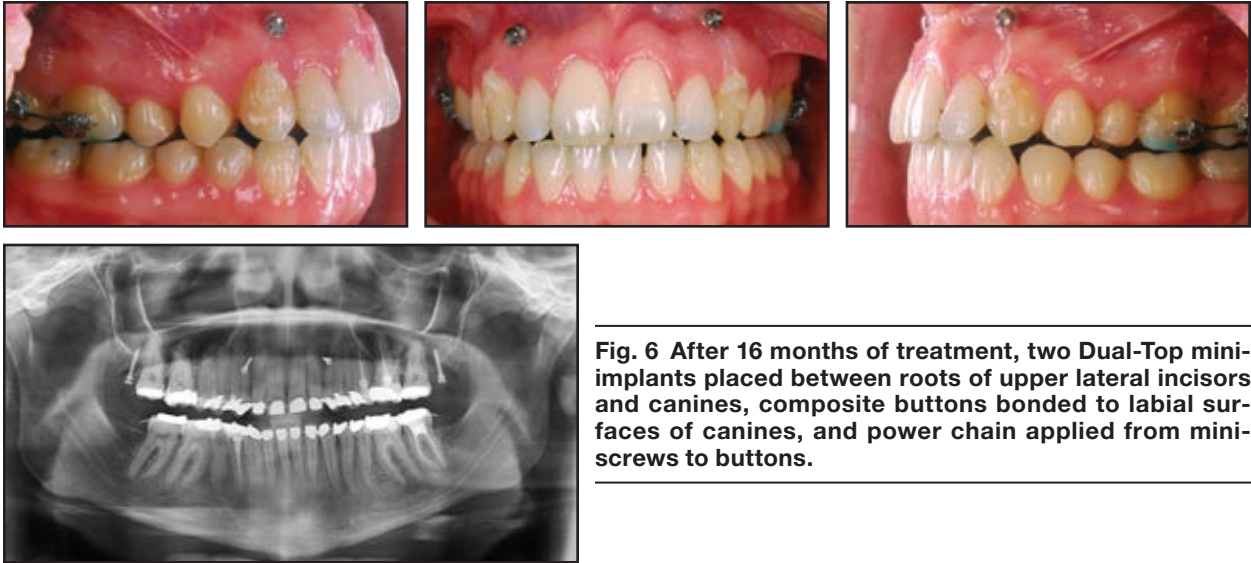 Fig. 6 After 16 months of treatment, two Dual-Top mini-
implants placed between roots of upper lateral incisors
and canines, composite buttons bonded to labial sur-
faces of canines, and power chain applied from mini-
screws to buttons.